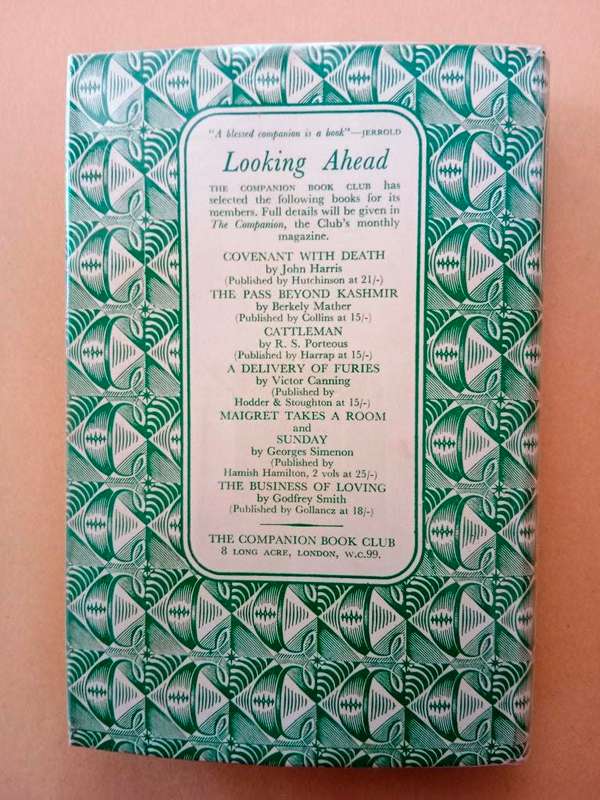 "A blessed companion is a book"—JERROLD
Looking Ahead
THE COMPANION BOOK CLUB has
selected the following books for its
members. Full details will be given in
The Companion, the Club's monthly
magazine.
COVENANT WITH DEATH
by John Harris
(Published by Hutchinson at 21/-)
THE PASS BEYOND KASHMIR
by Berkely Mather
(Published by Collins at 15/-)
CATTLEMAN
by R. S. Porteous
(Published by Harrap at 15/-)
A DELIVERY OF FURIES
by Victor Canning
(Published by
Hodder & Stoughton at 15/-)
MAIGRET TAKES A ROOM
and
SUNDAY
by Georges Simenon
(Published by
Hamish Hamilton, 2 vols at 25/-)
THE BUSINESS OF LOVING
by Godfrey Smith
(Published by Gollancz at 18/-)
THE COMPANION BOOK CLUB
8 LONG ACRE, LONDON, W.C.99.